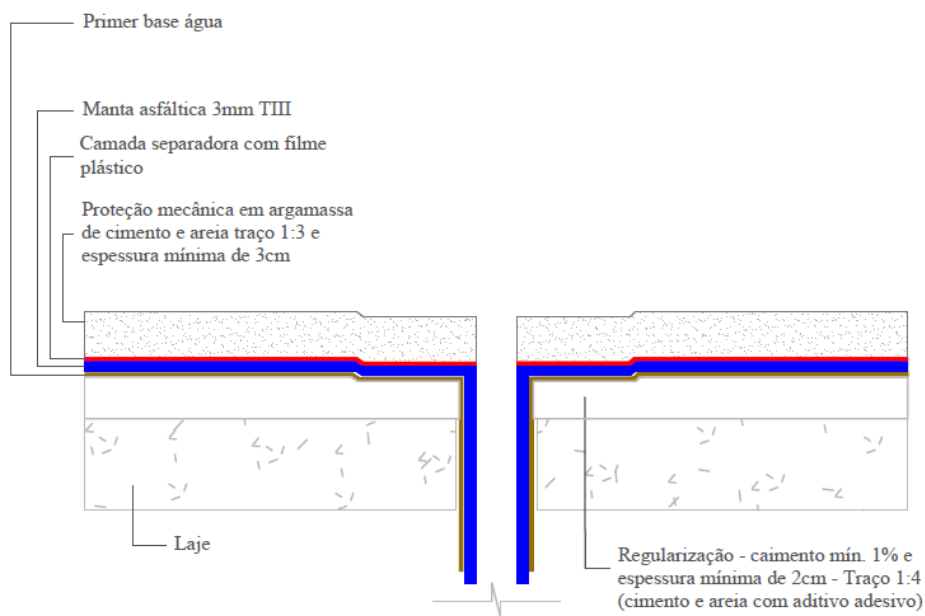 Primer base água
Manta asfáltica 3mm TIII
Camada separadora com filme
plástico
Proteção mecânica em argamassa
de cimento e areia traço 1:3 e
espessura mínima de 3cm
Laje
Regularização - caimento mín. 1% e
espessura mínima de 2cm - Traço 1:4
(cimento e areia com aditivo adesivo)